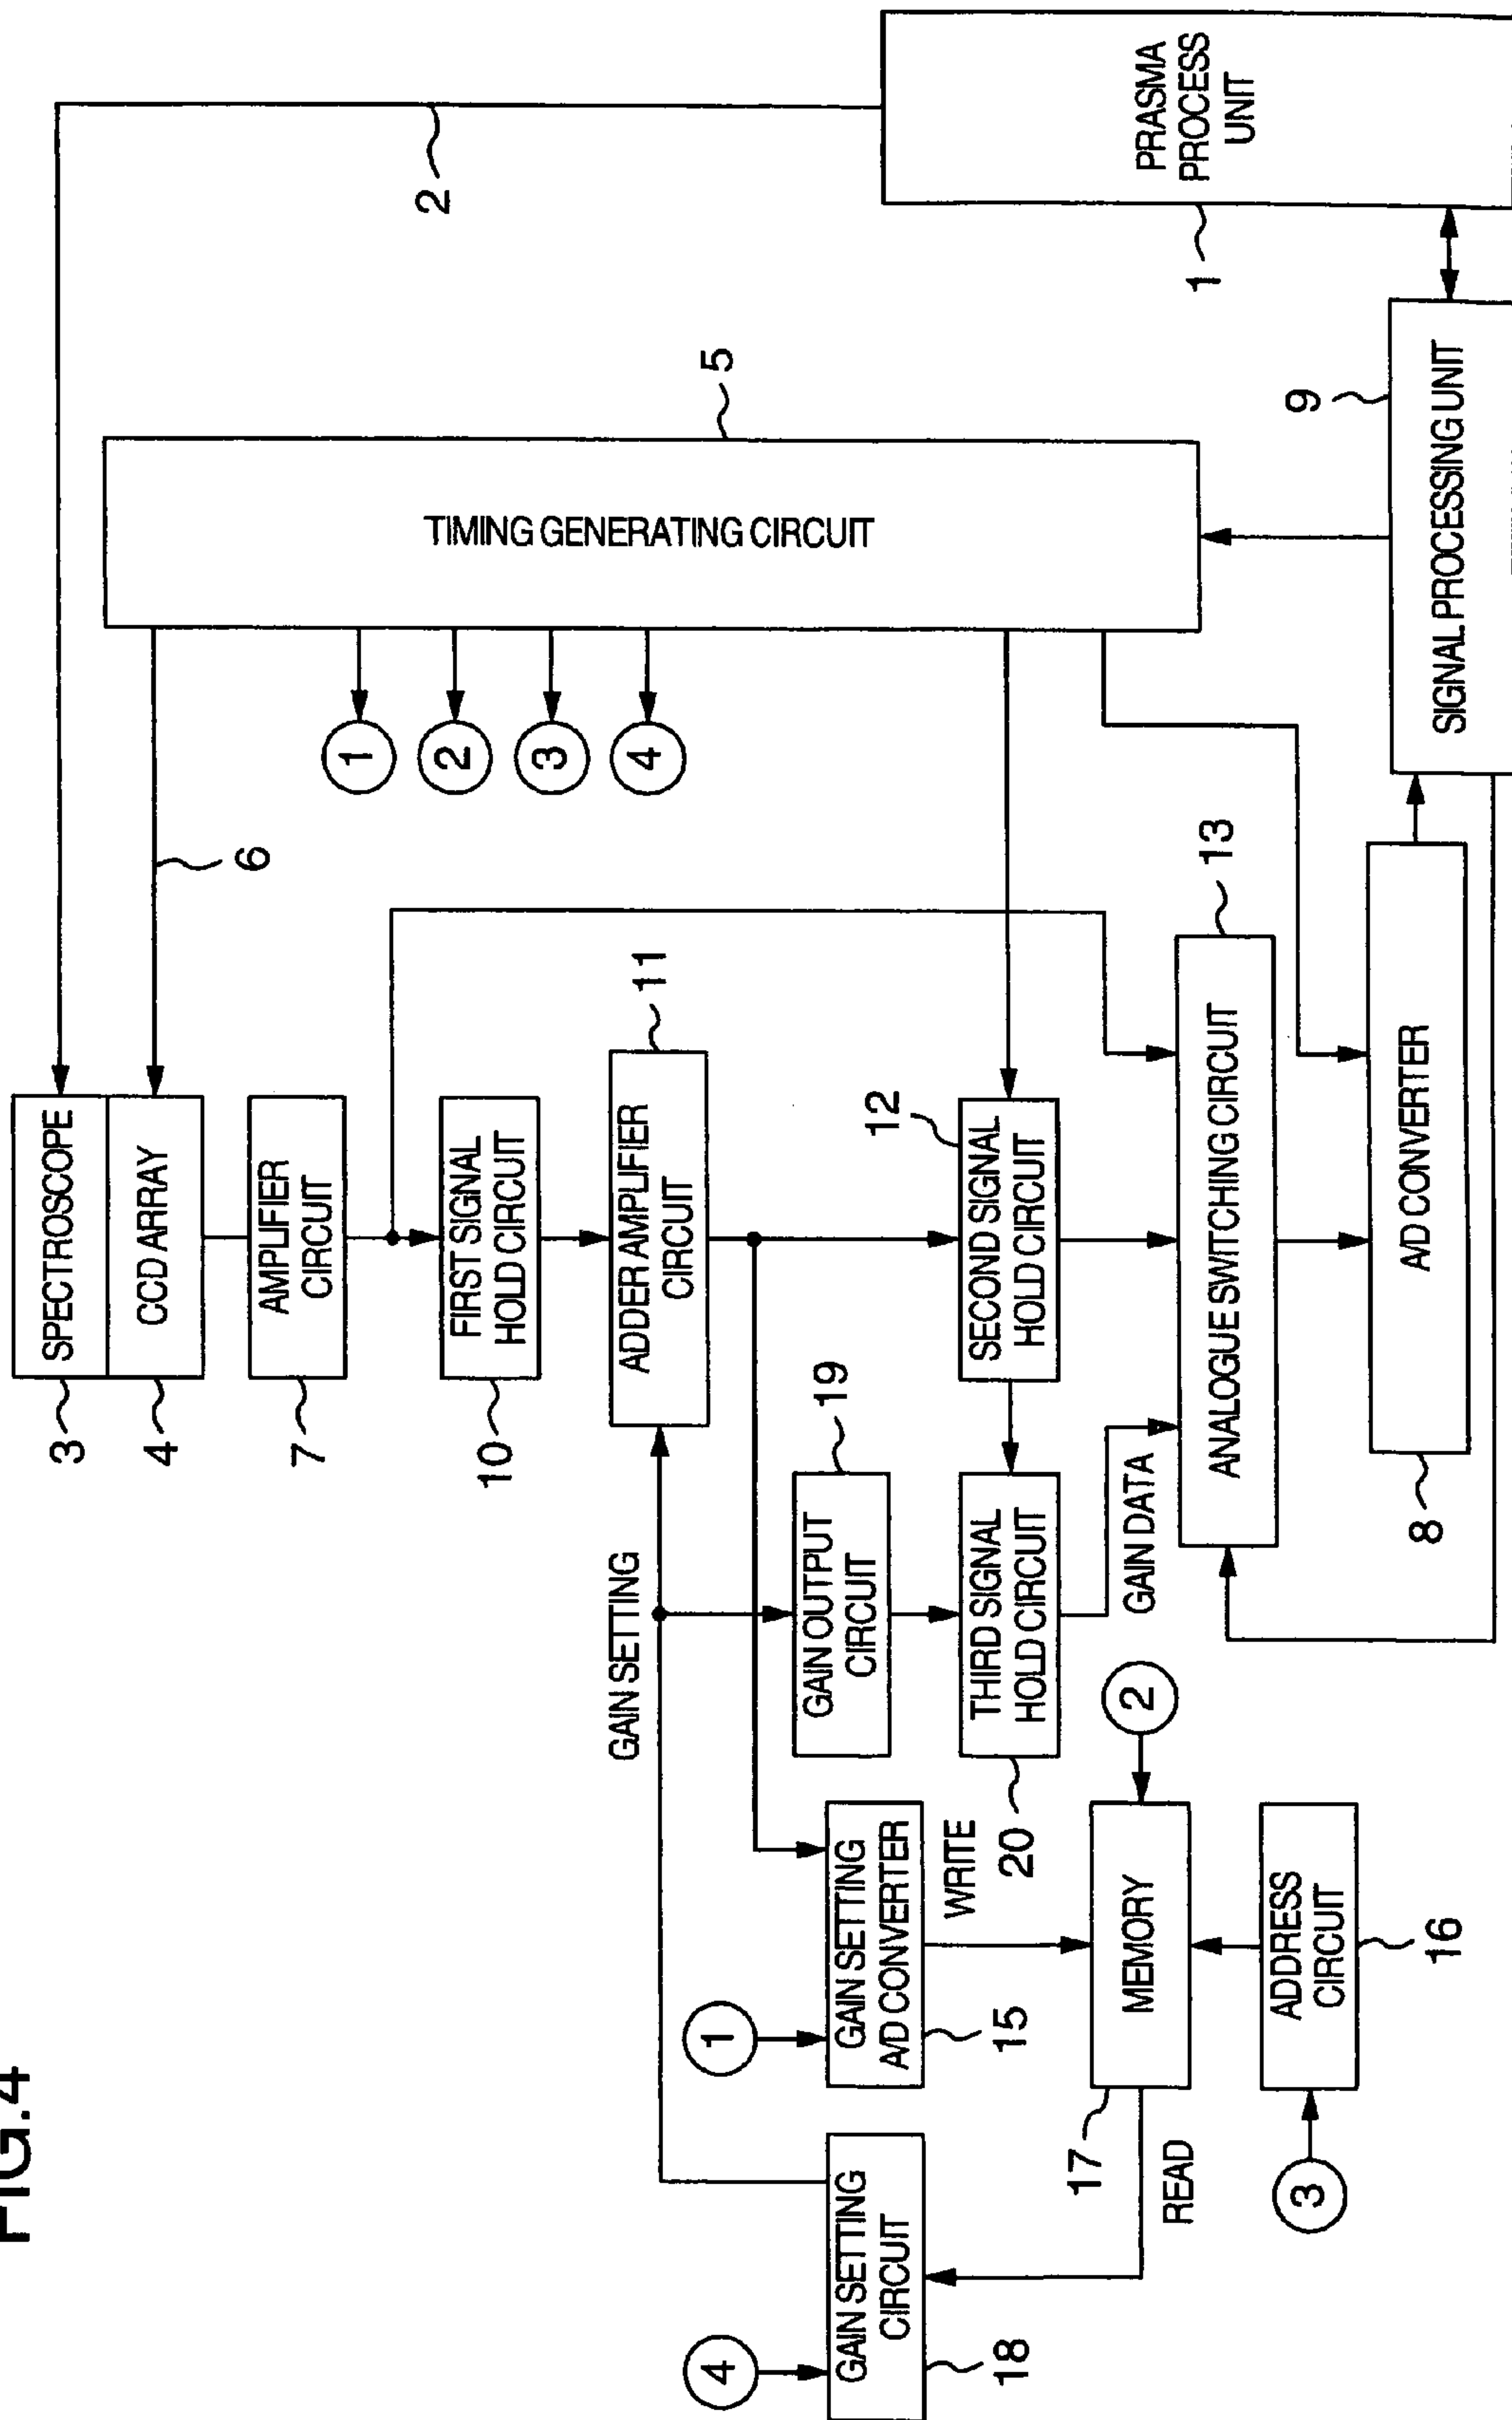 FIG.4
3
SPECTROSCOPE
4
CCD ARRAY
2
6
7
AMPLIFIER
CIRCUIT
1
2
3
4
5
TIMING GENERATING CIRCUIT
10
FIRST SIGNAL
HOLD CIRCUIT
GAIN SETTING
ADDER AMPLIFIER
CIRCUIT
11
4
1
GAIN SETTING
CIRCUIT
18
GAIN SETTING
A/D CONVERTER
15
WRITE
GAIN OUTPUT
CIRCUIT
19
THIRD SIGNAL
HOLD CIRCUIT
20
SECOND SIGNAL
HOLD CIRCUIT
12
17
MEMORY
2
READ
GAIN DATA
PRASMA
PROCESS
UNIT
1
ANALOGUE SWITCHING CIRCUIT
13
3
ADDRESS
CIRCUIT
16
8
A/D CONVERTER
9
SIGNAL PROCESSING UNIT